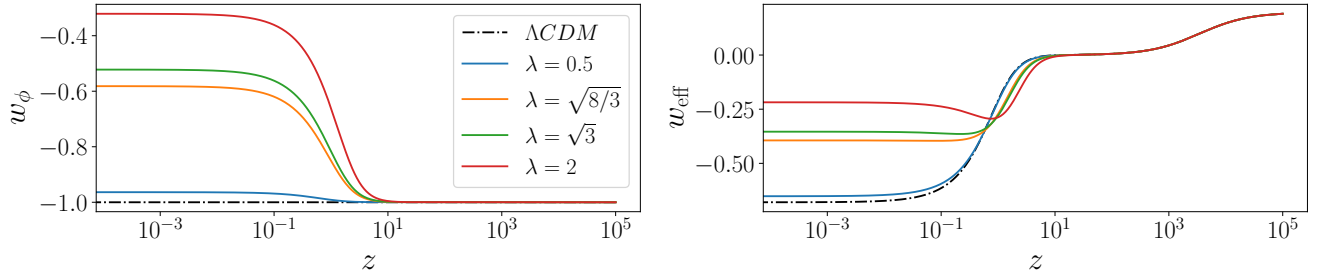 −0.4
−0.6
−0.8
−1.0
w_ϕ
10^{−3}
10^{−1}
10^{1}
10^{3}
10^{5}
z
ΛCDM
λ = 0.5
λ = √(8/3)
λ = √3
λ = 2
0.00
−0.25
−0.50
w_eff
10^{−3}
10^{−1}
10^{1}
10^{3}
10^{5}
z